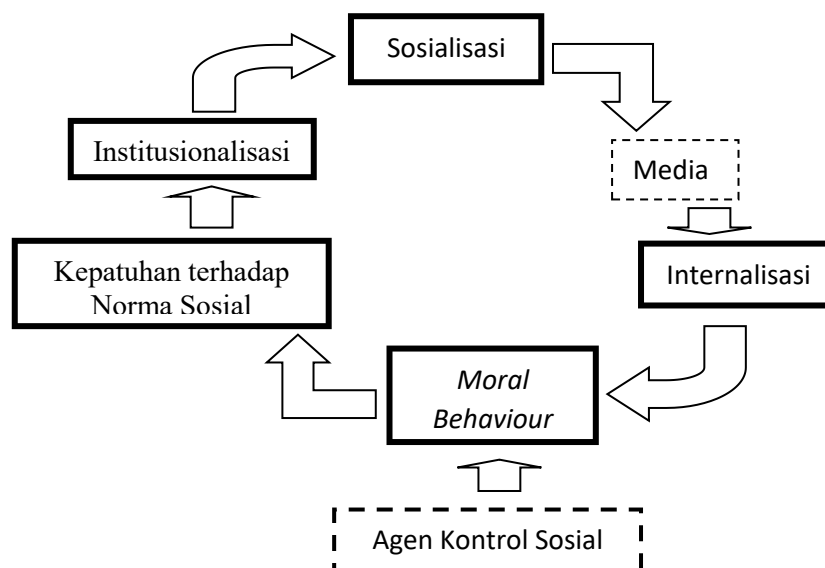 Sosialisasi
Institusionalisasi
Media
Kepatuhan terhadap
Norma Sosial
Internalisasi
Moral
Behaviour
Agen Kontrol Sosial